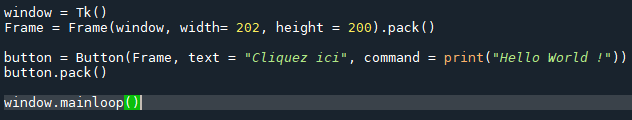 window = Tk()
Frame = Frame(window, width= 202, height = 200).pack()
button = Button(Frame, text = "Cliquez ici", command = print("Hello World !"))
button.pack()
window.mainloop()